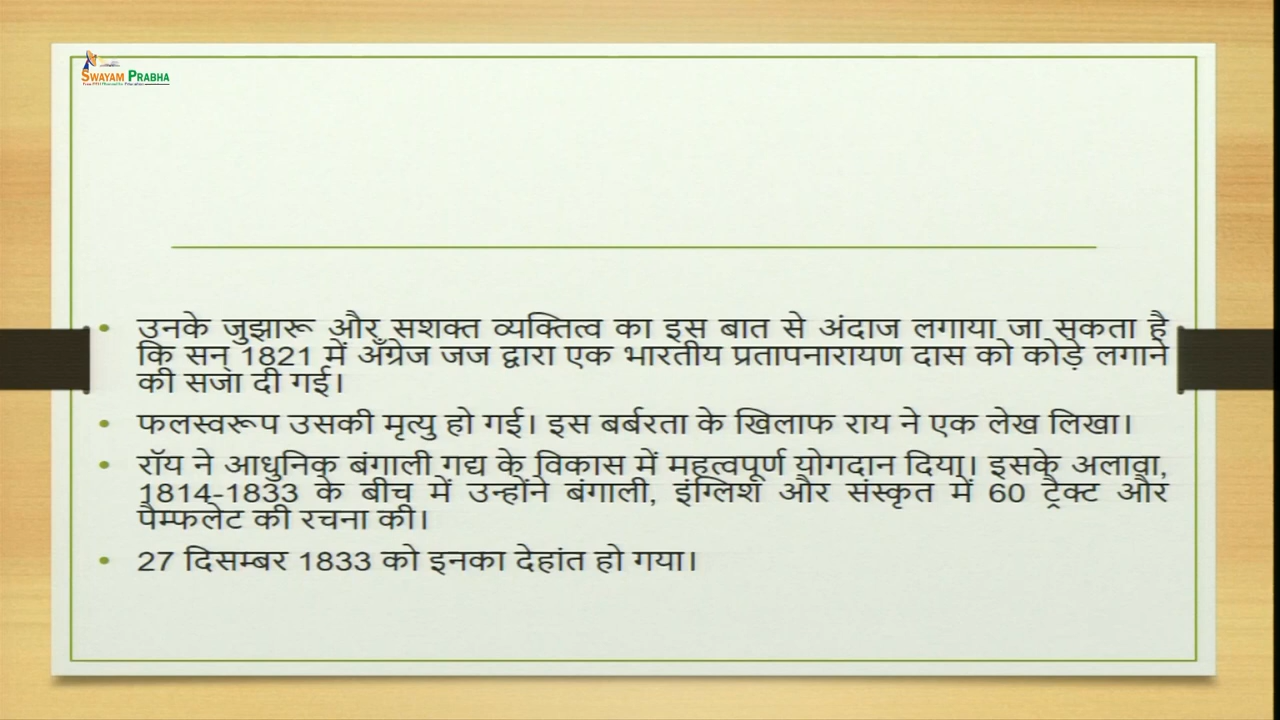 SWAYAM PRABHA
उनके जुझारू और सशक्त व्यक्तित्व का इस बात से अंदाज लगाया जा सकता है
कि सन् 1821 में अँग्रेज जज द्वारा एक भारतीय प्रतापनारायण दास को कोड़े लगाने
की सजा दी गई।
फलस्वरूप उसकी मृत्यु हो गई। इस बर्बरता के खिलाफ राय ने एक लेख लिखा।
रॉय ने आधुनिक बंगाली गद्य के विकास में महत्वपूर्ण योगदान दिया। इसके अलावा,
1814-1833 के बीच में उन्होंने बंगाली, इंग्लिश और संस्कृत में 60 ट्रैक्ट और
पैम्फलेट की रचना की।
27 दिसम्बर 1833 को इनका देहांत हो गया।